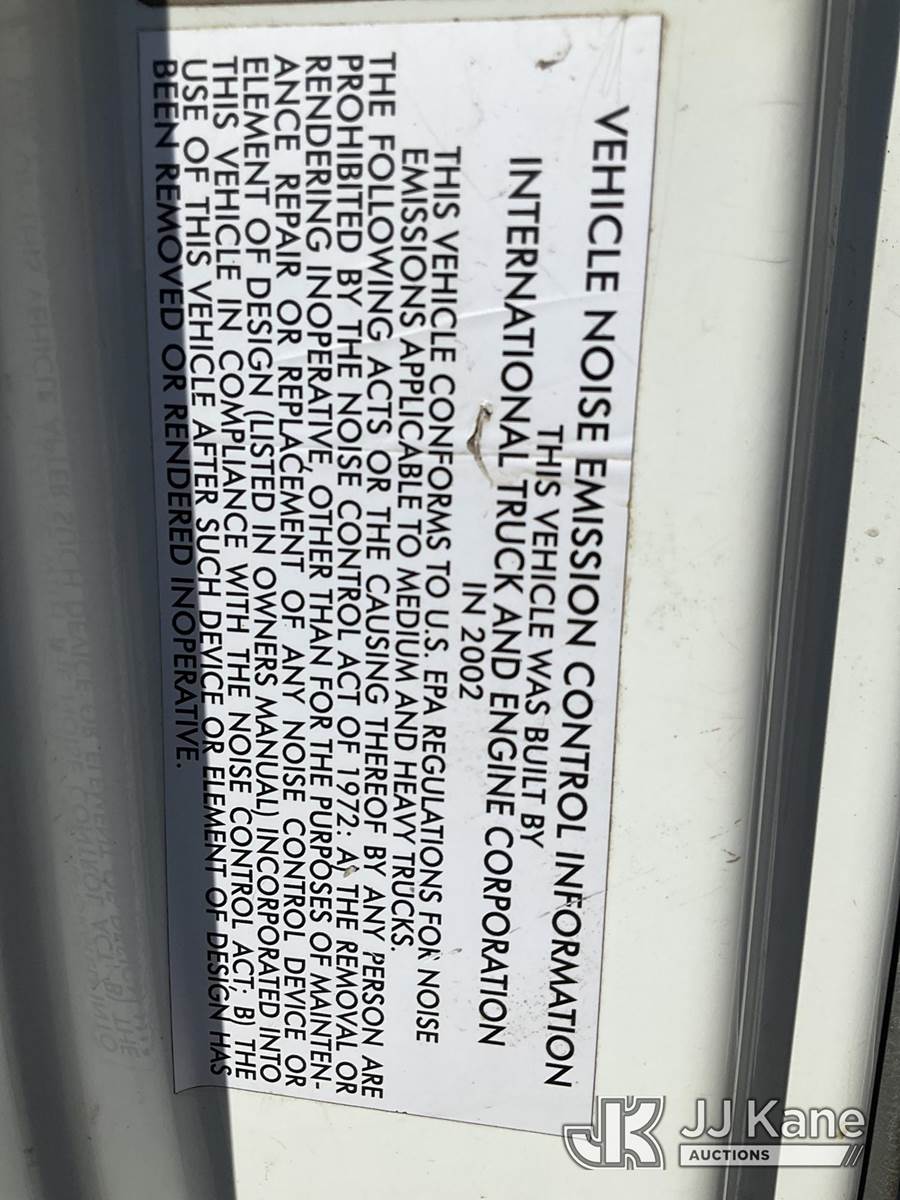 VEHICLE NOISE EMISSION CONTROL INFORMATION
THIS VEHICLE WAS BUILT BY
INTERNATIONAL TRUCK AND ENGINE CORPORATION
IN 2002
THIS VEHICLE CONFORMS TO U.S. EPA REGULATIONS FOR NOISE
EMISSIONS APPLICABLE TO MEDIUM AND HEAVY TRUCKS.
THE FOLLOWING ACTS OR THE CAUSING THEREOF BY ANY PERSON ARE
PROHIBITED BY THE NOISE CONTROL ACT OF 1972: A) THE REMOVAL OR
RENDERING INOPERATIVE, OTHER THAN FOR THE PURPOSES OF MAINTEN-
ANCE REPAIR OR REPLACEMENT OF ANY NOISE CONTROL DEVICE OR
ELEMENT OF DESIGN (LISTED IN OWNERS MANUAL) INCORPORATED INTO
THIS VEHICLE IN COMPLIANCE WITH THE NOISE CONTROL ACT; B) THE
USE OF THIS VEHICLE AFTER SUCH DEVICE OR ELEMENT OF DESIGN HAS
BEEN REMOVED OR RENDERED INOPERATIVE.
JK JJ Kane
AUCTIONS